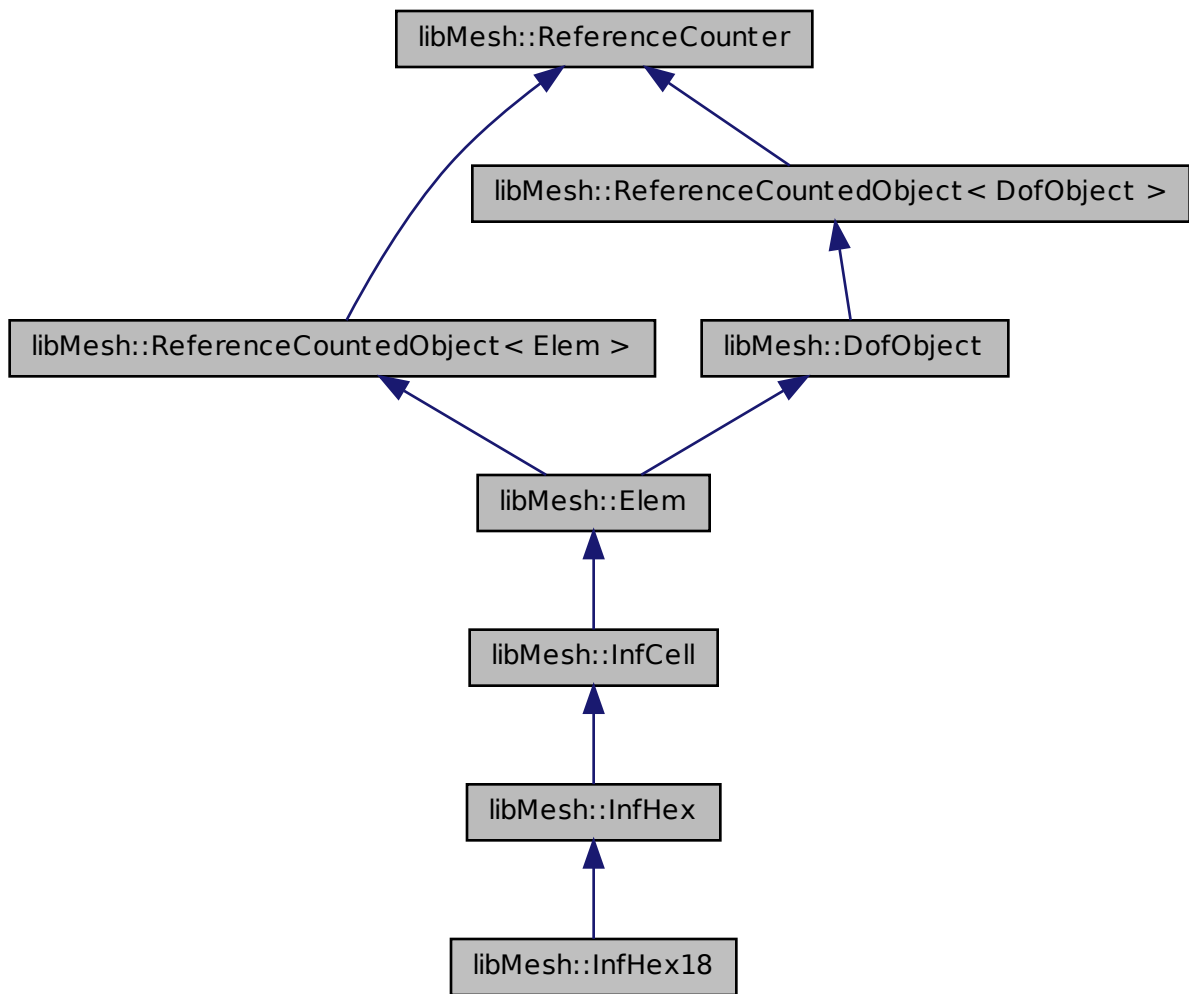 libMesh::ReferenceCounter
libMesh::ReferenceCountedObject< DofObject >
libMesh::ReferenceCountedObject< Elem >
libMesh::DofObject
libMesh::Elem
libMesh::InfCell
libMesh::InfHex
libMesh::InfHex18